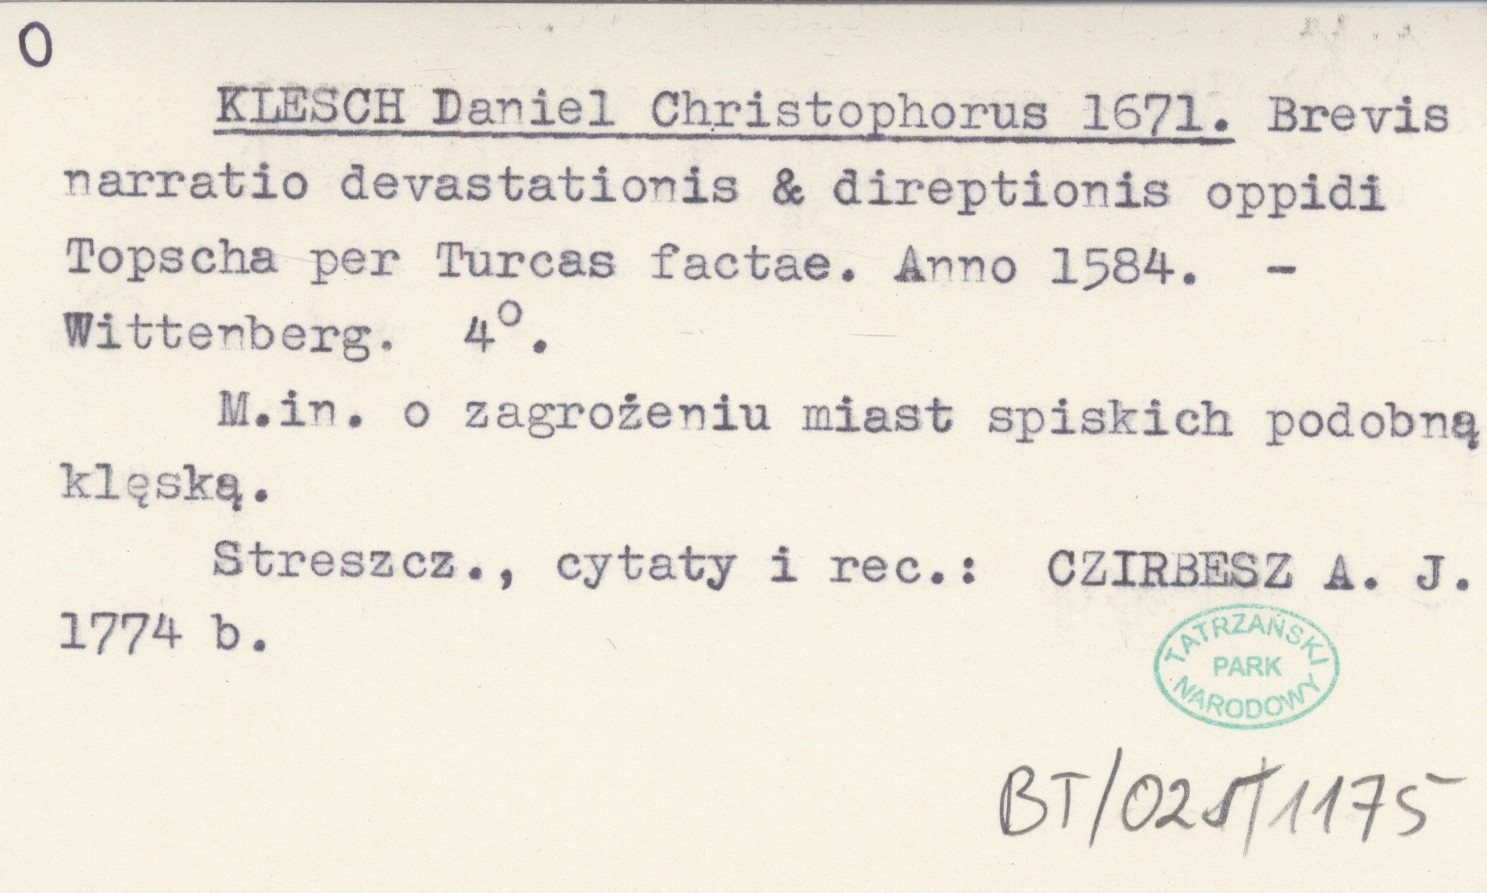 O
KLESCH Daniel Christophorus 1671. Brevis
narratio devastationis & direptionis oppidi
Topscha per Turcas factae. Anno 1584. -
Wittenberg. 4º.
M.in. o zagrożeniu miast spiskich podobną
klęską.
Streszcz., cytaty i rec.: CZIRBESZ A. J.
1774 b.
TATRZAŃSKI
PARK
NARODOWY
BT/025/1175